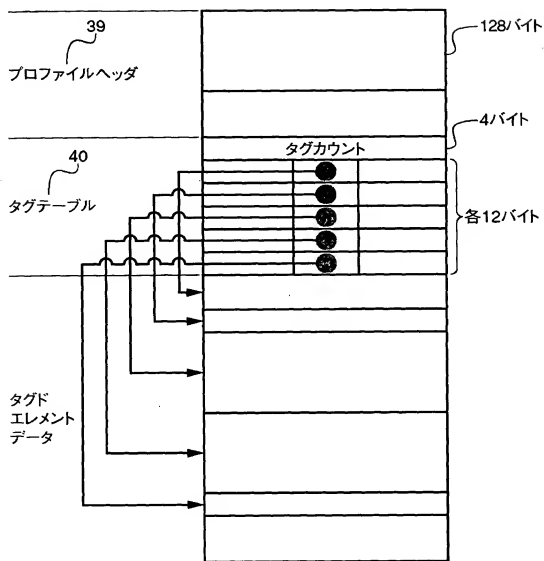 39
128バイト
プロファイルヘッダ
4バイト
タグカウント
40
タグテーブル
各12バイト
タグド
エレメント
データ